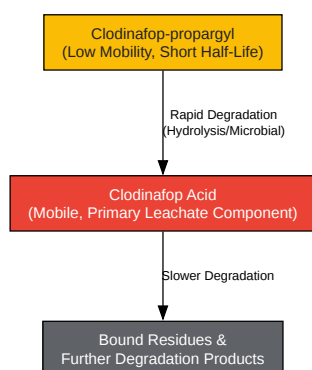 Clodinafop-propargyl
(Low Mobility, Short Half-Life)
Rapid Degradation
(Hydrolysis/Microbial)
Clodinafop Acid
(Mobile, Primary Leachate Component)
Slower Degradation
Bound Residues &
Further Degradation Products